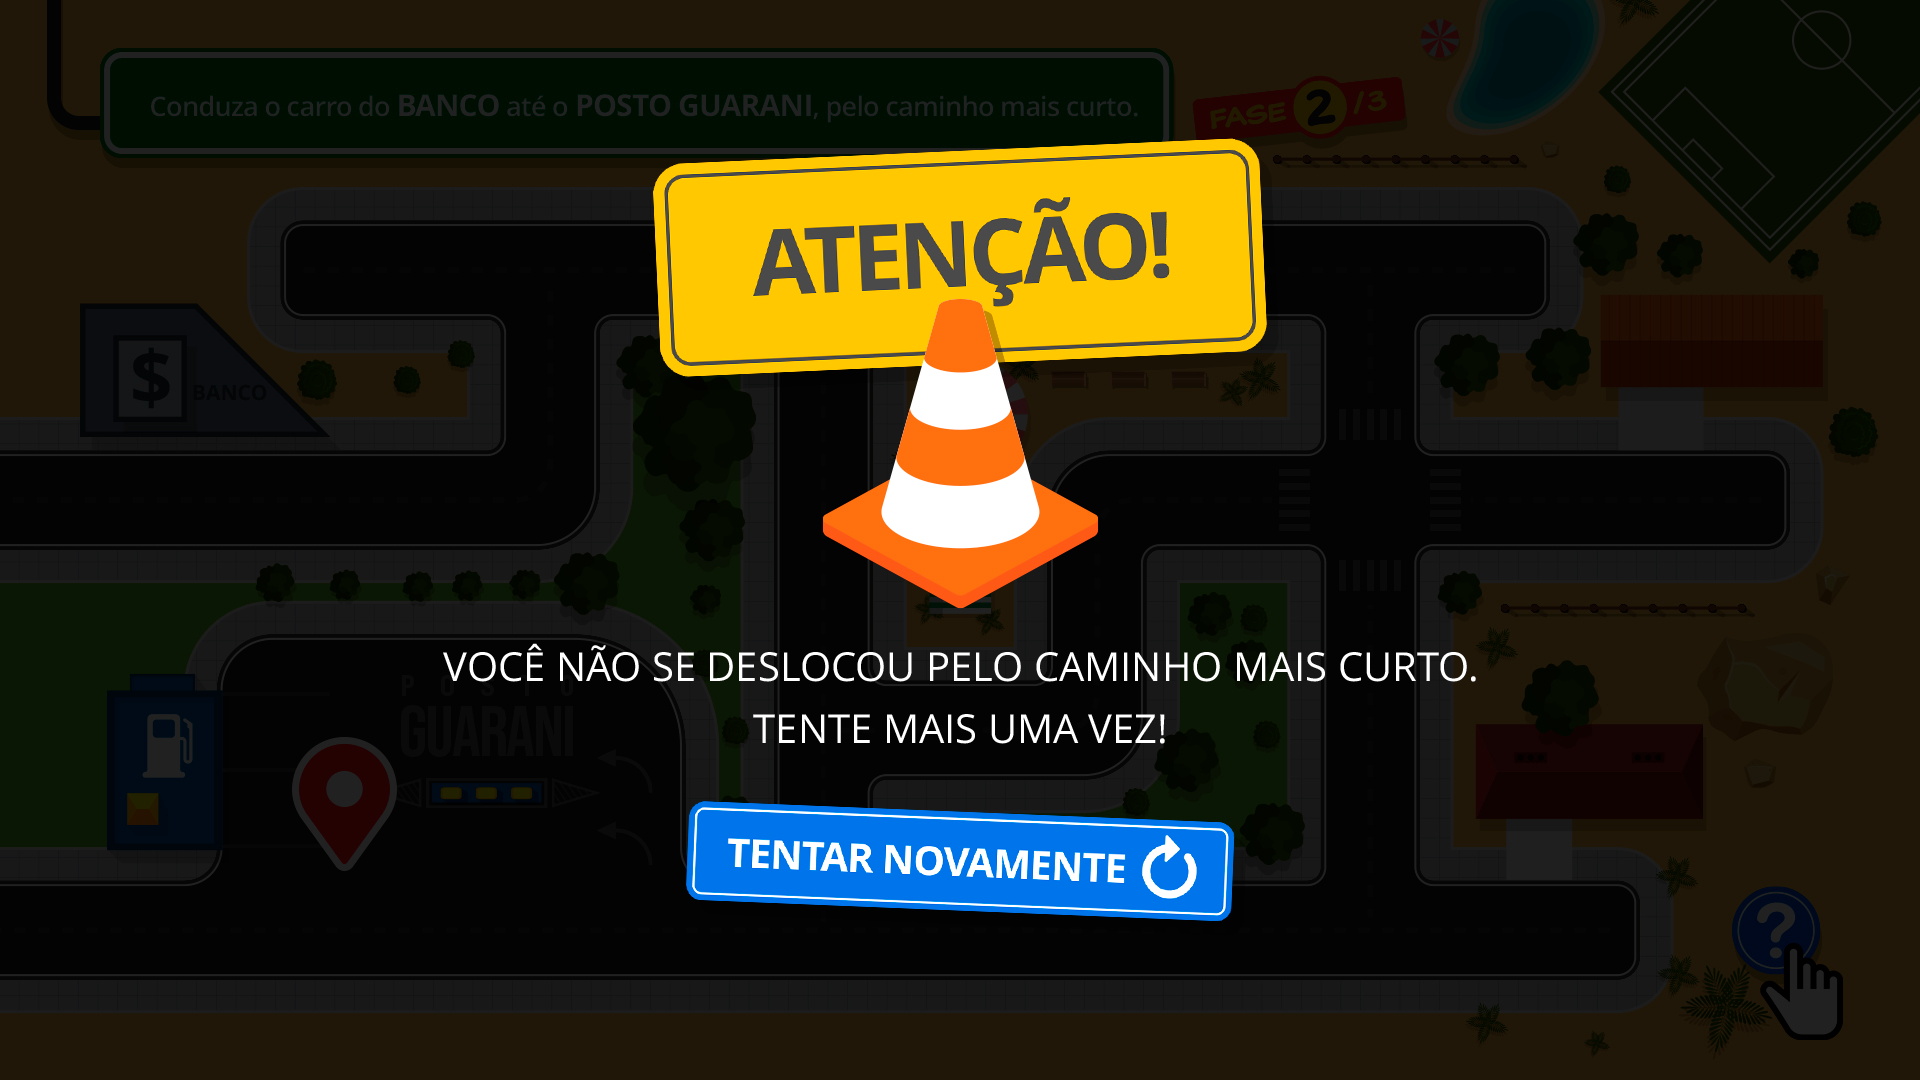 Conduza o carro do BANCO até o POSTO GUARANI, pelo caminho mais curto.
FASE 2 /3
ATENÇÃO!
$
BANCO
VOCÊ NÃO SE DESLOCOU PELO CAMINHO MAIS CURTO.
POSTO
GUARANI
TENTE MAIS UMA VEZ!
TENTAR NOVAMENTE
?